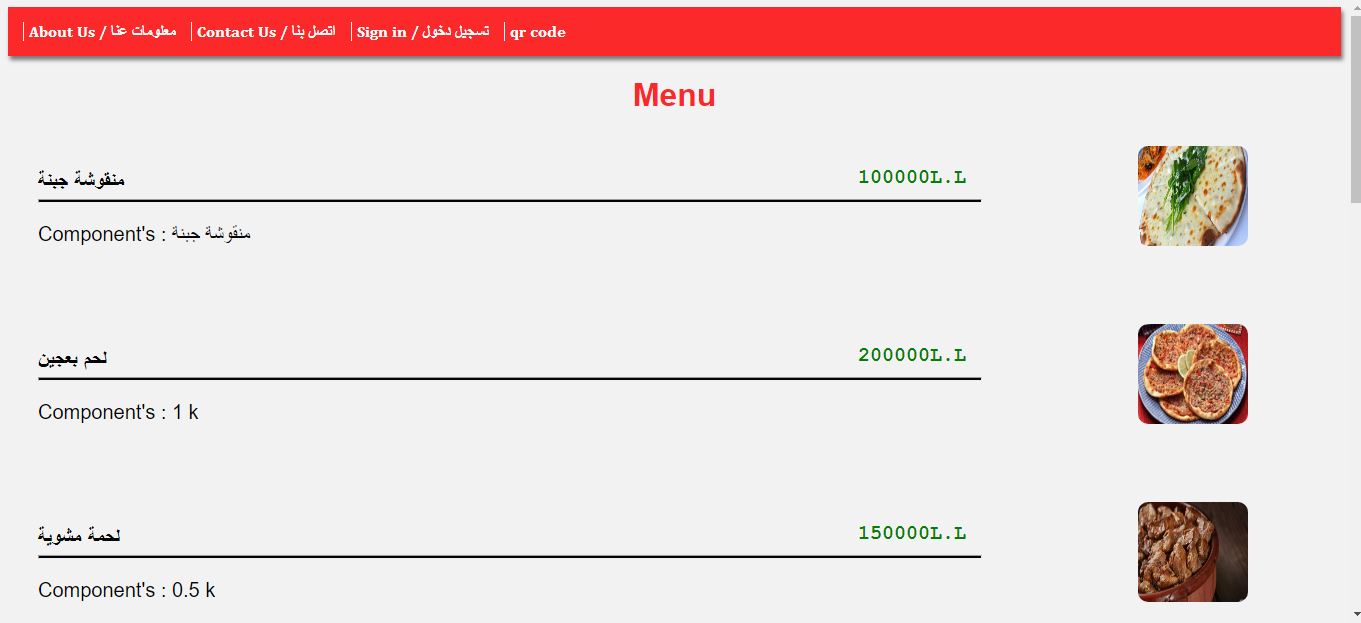 About Us / معلومات عنا Contact Us / اتصل بنا Sign in / تسجيل دخول qr code
Menu
منقوشة جبنة 100000L.L
Component's : منقوشة جبنة
لحم بعجين 200000L.L
Component's : 1 k
لحمة مشوية 150000L.L
Component's : 0.5 k